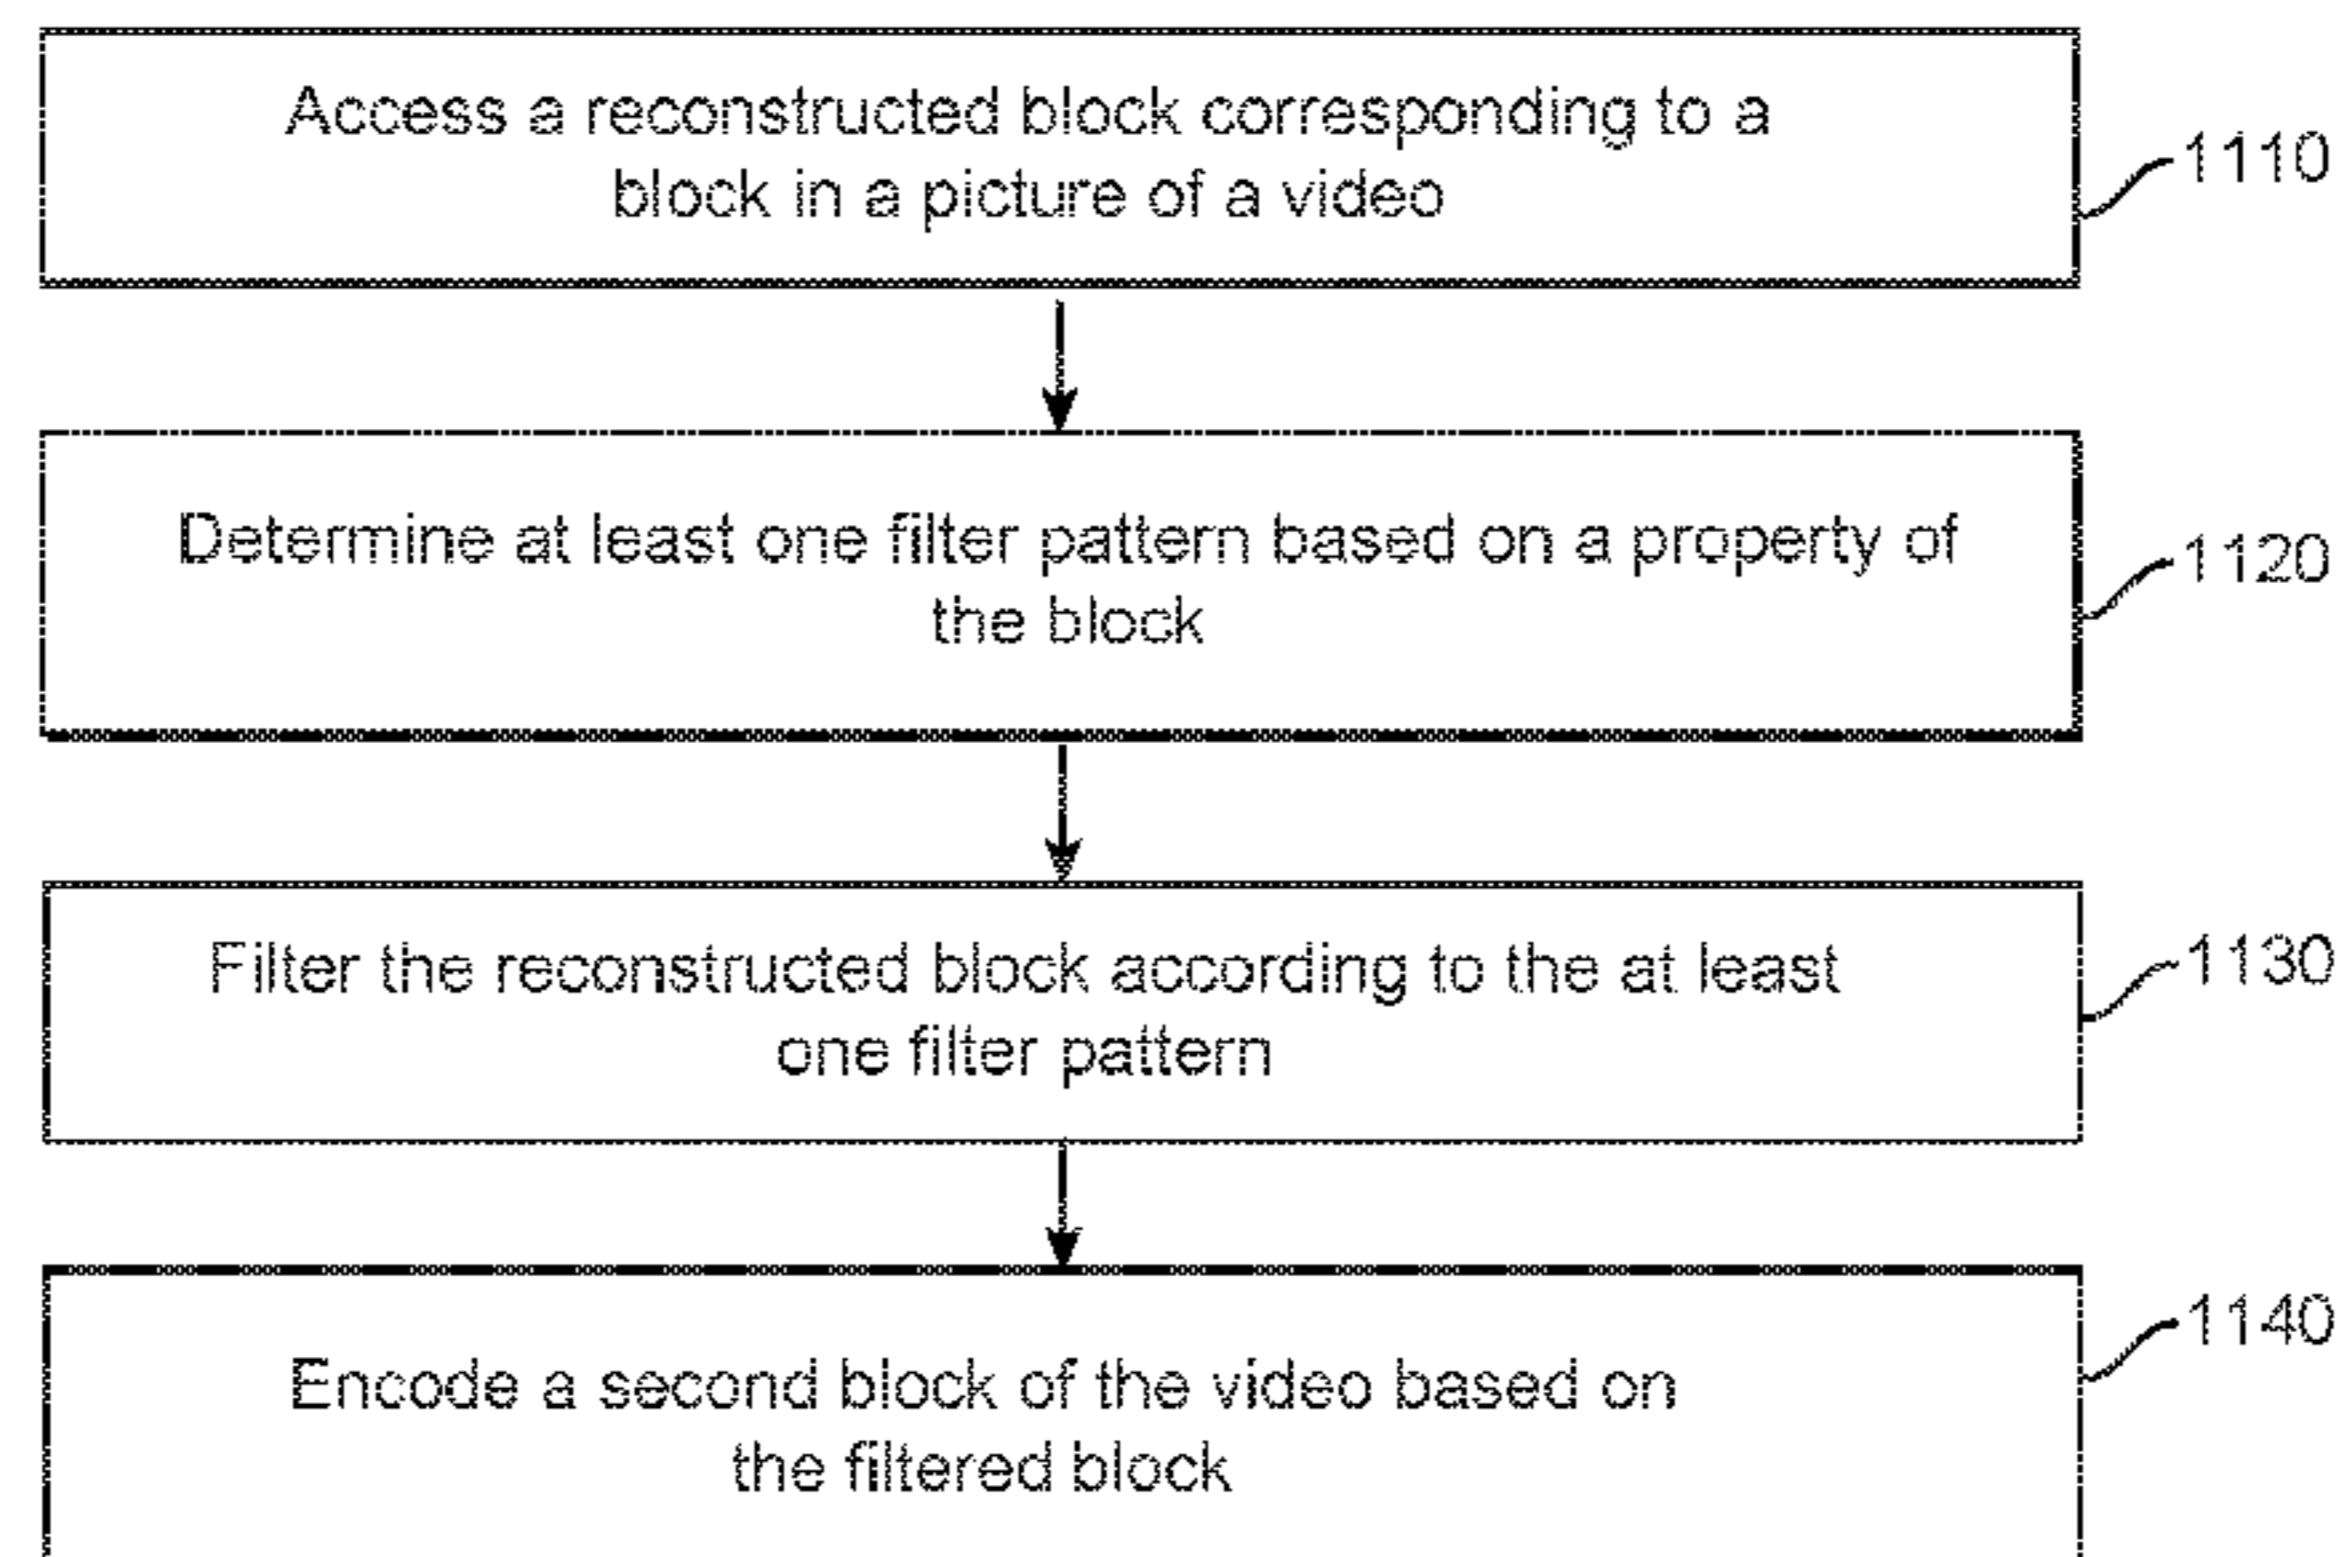 Access a reconstructed block corresponding to a
block in a picture of a video
1110
Determine at least one filter pattern based on a property of
the block
1120
Filter the reconstructed block according to the at least
one filter pattern
1130
Encode a second block of the video based on
the filtered block
1140